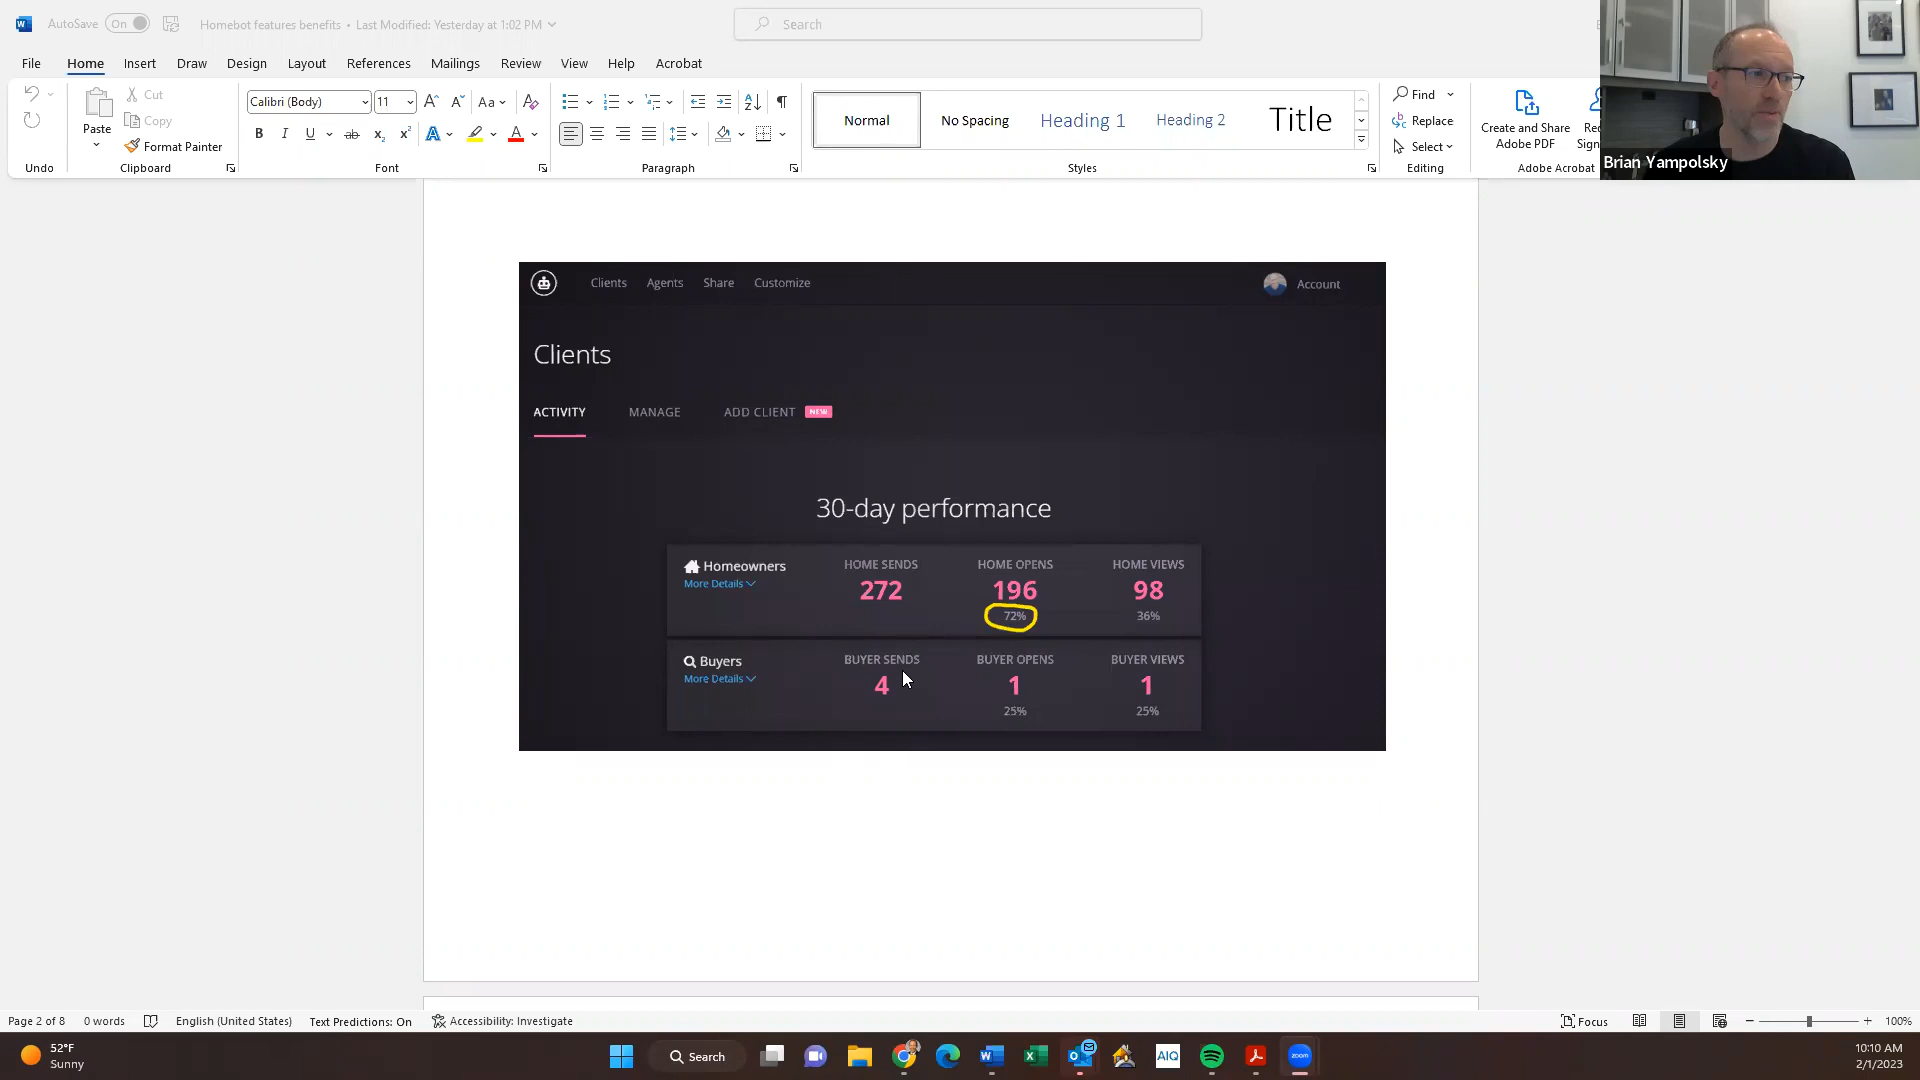 AutoSave On Homebot features benefits • Last Modified: Yesterday at 1:02 PM
Search
File Home Insert Draw Design Layout References Mailings Review View Help Acrobat
Cut
Copy
Format Painter
Paste
Calibri (Body) 11
Normal
No Spacing
Heading 1
Heading 2
Title
Find
Replace
Select
Create and Share
Adobe PDF
Undo Clipboard Font Paragraph Styles Editing Adobe Acrobat
Brian Yampolsky
Clients Agents Share Customize Account
Clients
ACTIVITY MANAGE ADD CLIENT NEW
30-day performance
Homeowners
More Details
HOME SENDS
272
HOME OPENS
196
72%
HOME VIEWS
98
36%
Buyers
More Details
BUYER SENDS
4
BUYER OPENS
1
25%
BUYER VIEWS
1
25%
Page 2 of 8 0 words English (United States) Text Predictions: On Accessibility: Investigate Focus 100%
52°F
Sunny
Search
AIQ
zoom
10:10 AM
2/1/2023